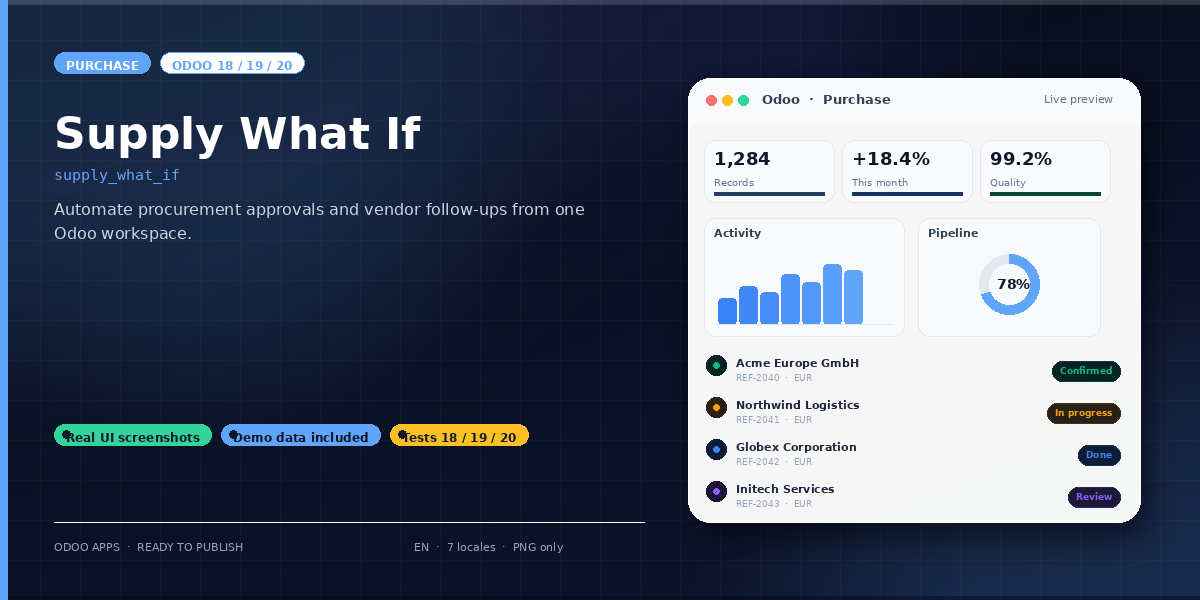 PURCHASE
ODOO 18 / 19 / 20
Supply What If
supply_what_if
Automate procurement approvals and vendor follow-ups from one
Odoo workspace.
Real UI screenshots
Demo data included
Tests 18 / 19 / 20
ODOO APPS · READY TO PUBLISH
EN · 7 locales · PNG only
Odoo · Purchase
Live preview
1,284
Records
+18.4%
This month
99.2%
Quality
Activity
Pipeline
78%
Acme Europe GmbH
REF-2040 · EUR
Confirmed
Northwind Logistics
REF-2041 · EUR
In progress
Globex Corporation
REF-2042 · EUR
Done
Initech Services
REF-2043 · EUR
Review